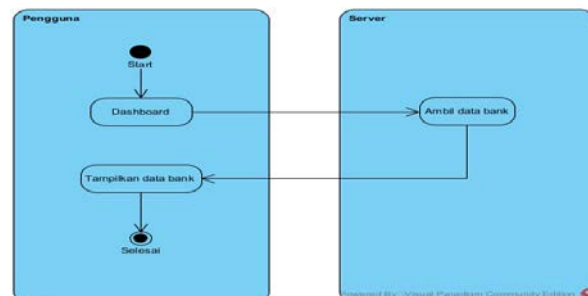 Pengguna
Server
Start
Dashboard
Ambil data bank
Tampilkan data bank
Selesai
Powered By : Visual Paradigm Community Edition